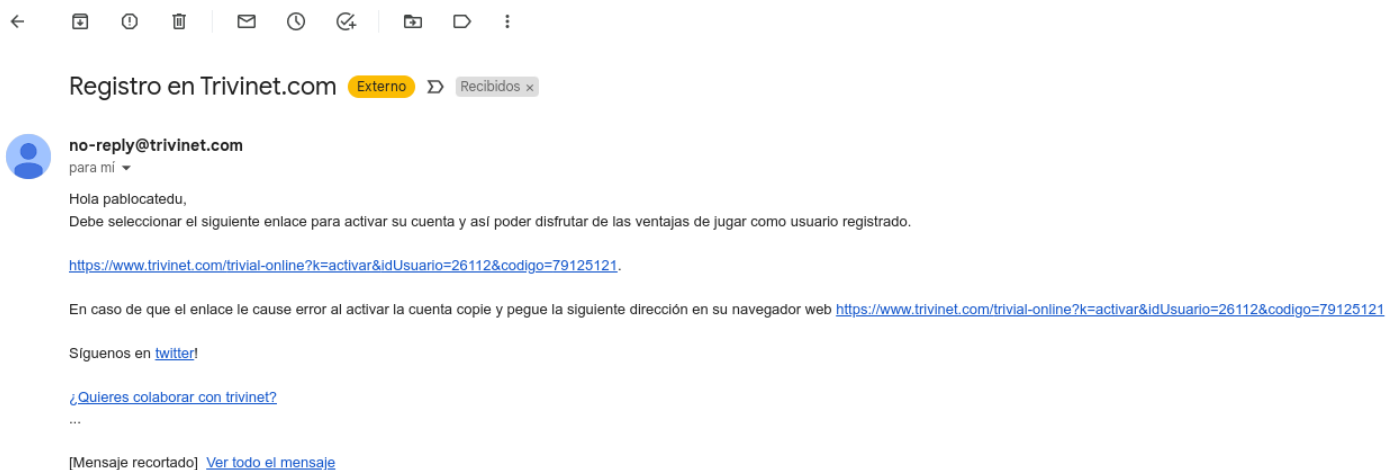 Registro en Trivinet.com Externo Recibidos ×
no-reply@trivinet.com
para mí
Hola pablocatedu,
Debe seleccionar el siguiente enlace para activar su cuenta y así poder disfrutar de las ventajas de jugar como usuario registrado.
https://www.trivinet.com/trivial-online?k=activar&idUsuario=26112&codigo=79125121.
En caso de que el enlace le cause error al activar la cuenta copie y pegue la siguiente dirección en su navegador web https://www.trivinet.com/trivial-online?k=activar&idUsuario=26112&codigo=79125121
Síguenos en twitter!
¿Quieres colaborar con trivinet?
...
[Mensaje recortado] Ver todo el mensaje